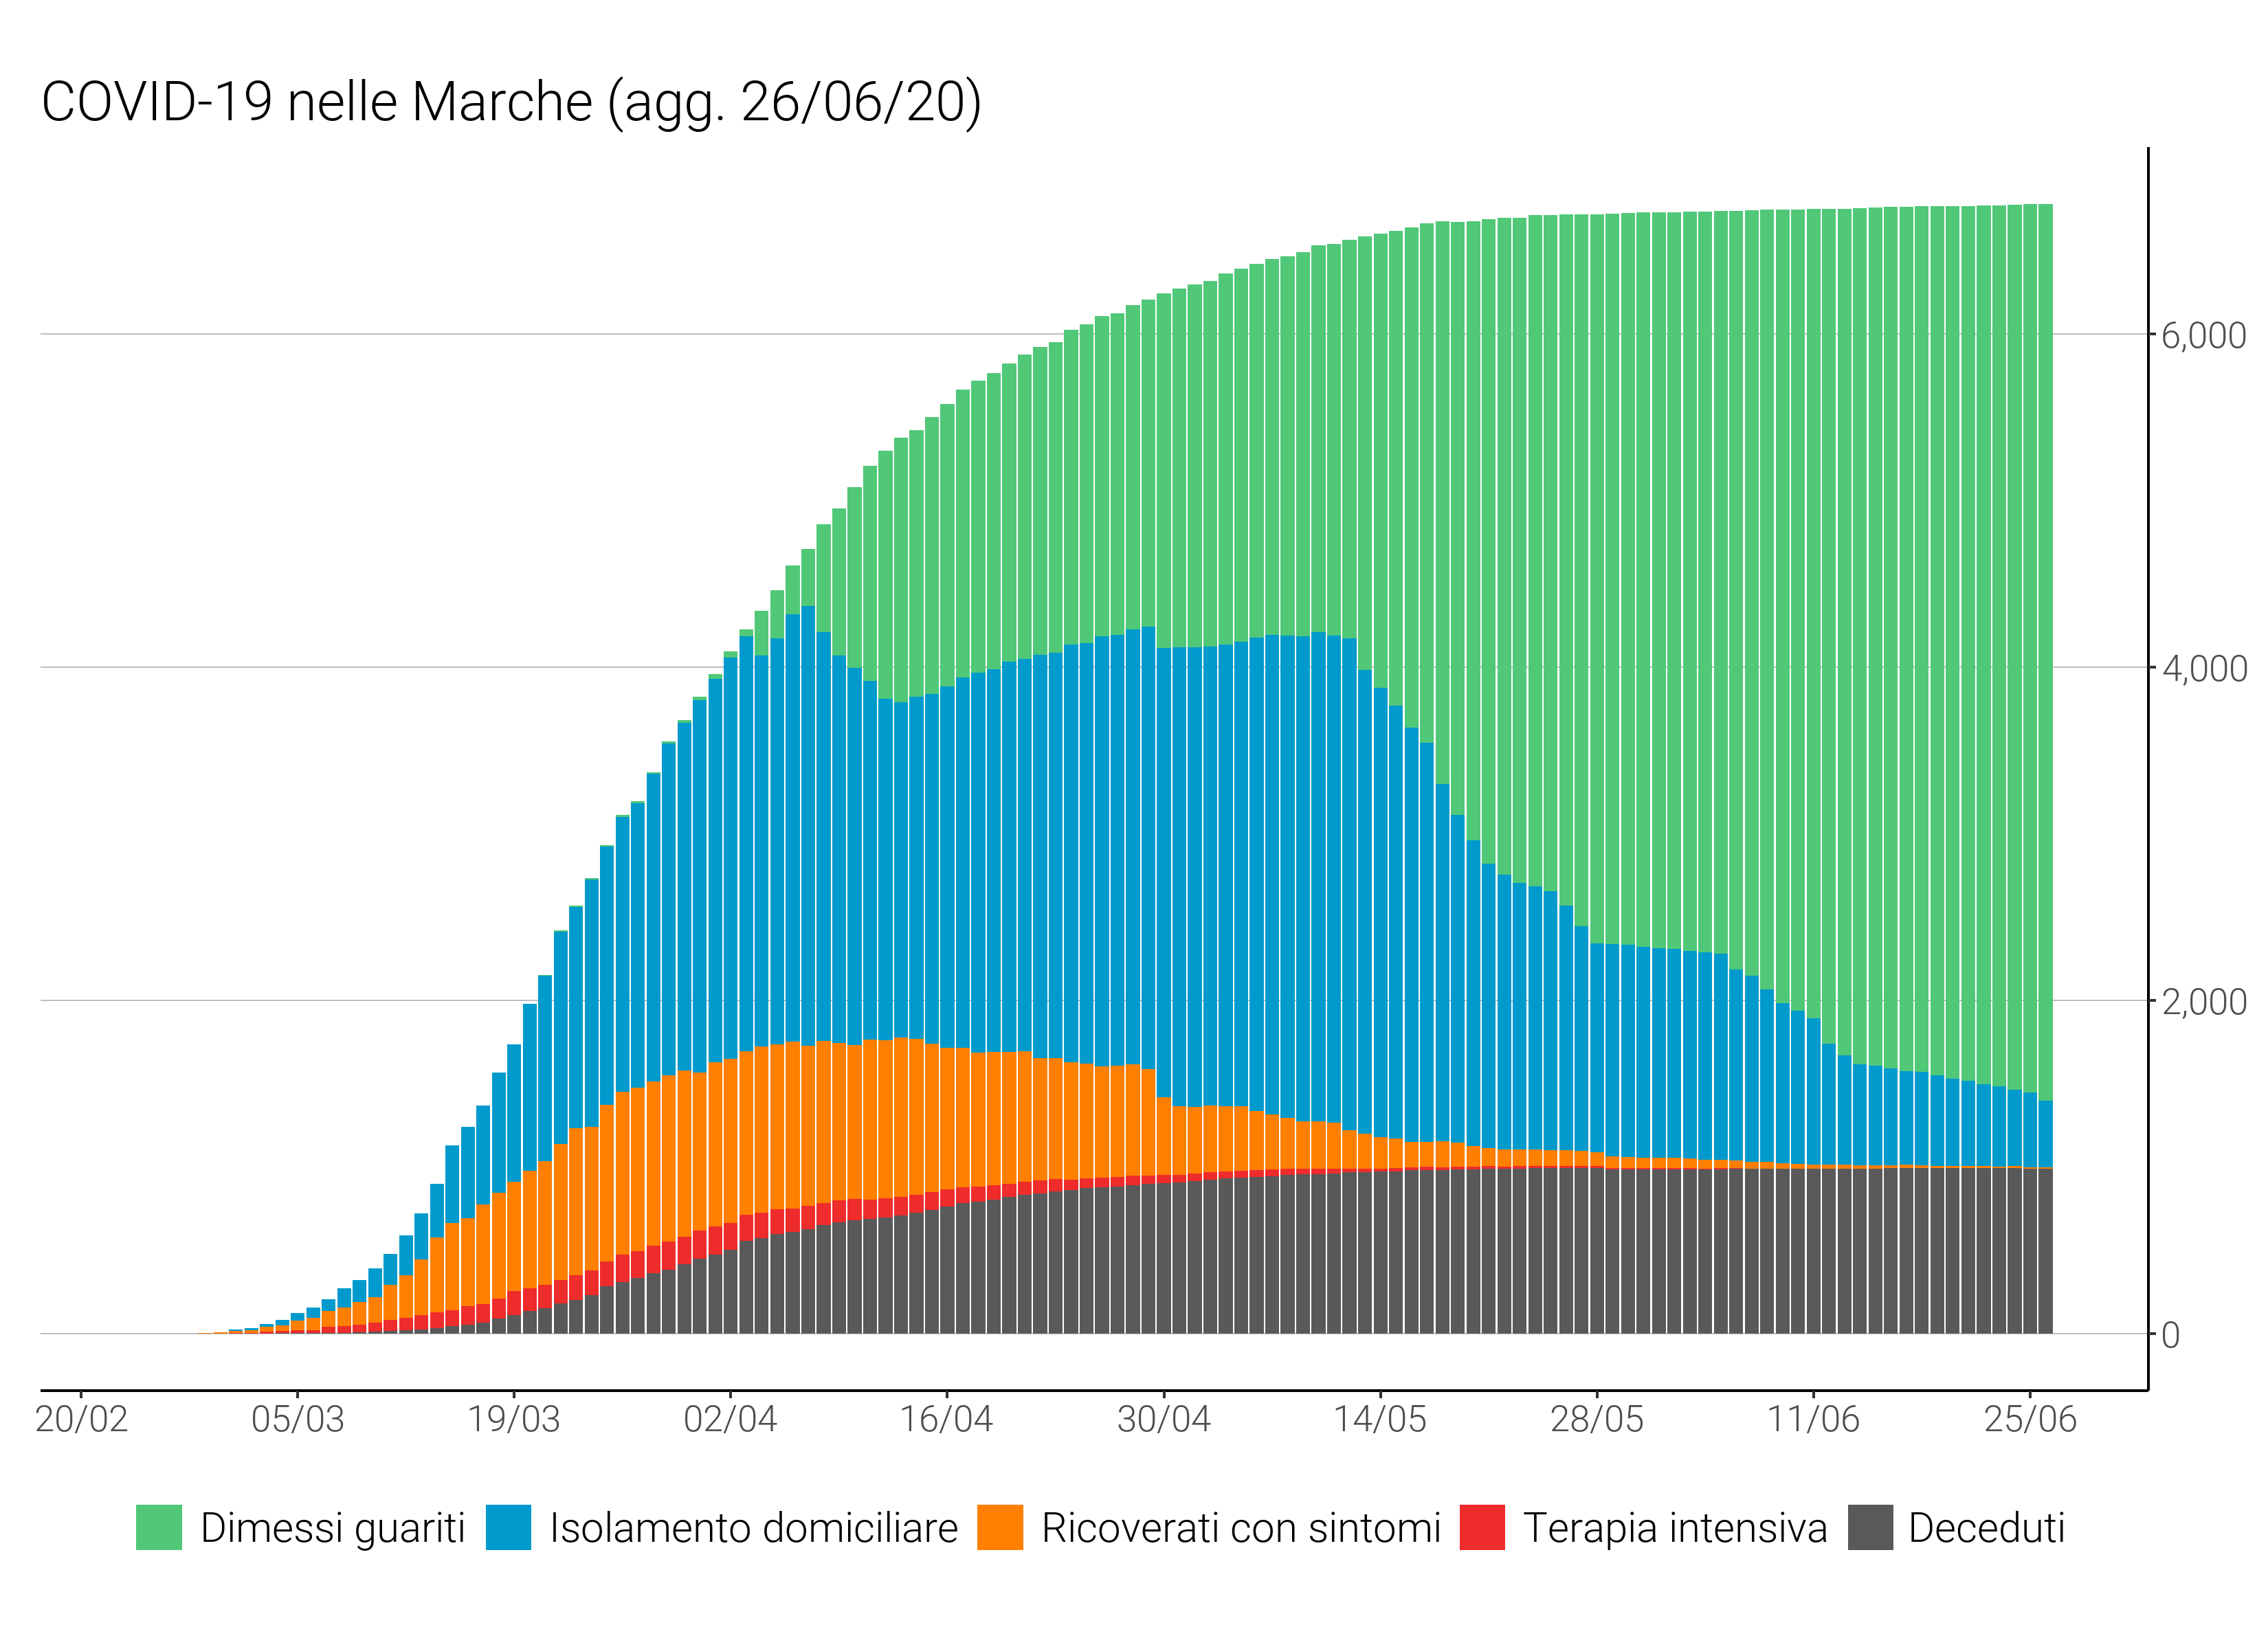 COVID-19 nelle Marche (agg. 26/06/20)
6,000
4,000
2,000
0
20/02 05/03 19/03 02/04 16/04 30/04 14/05 28/05 11/06 25/06
Dimessi guariti Isolamento domiciliare Ricoverati con sintomi Terapia intensiva Deceduti